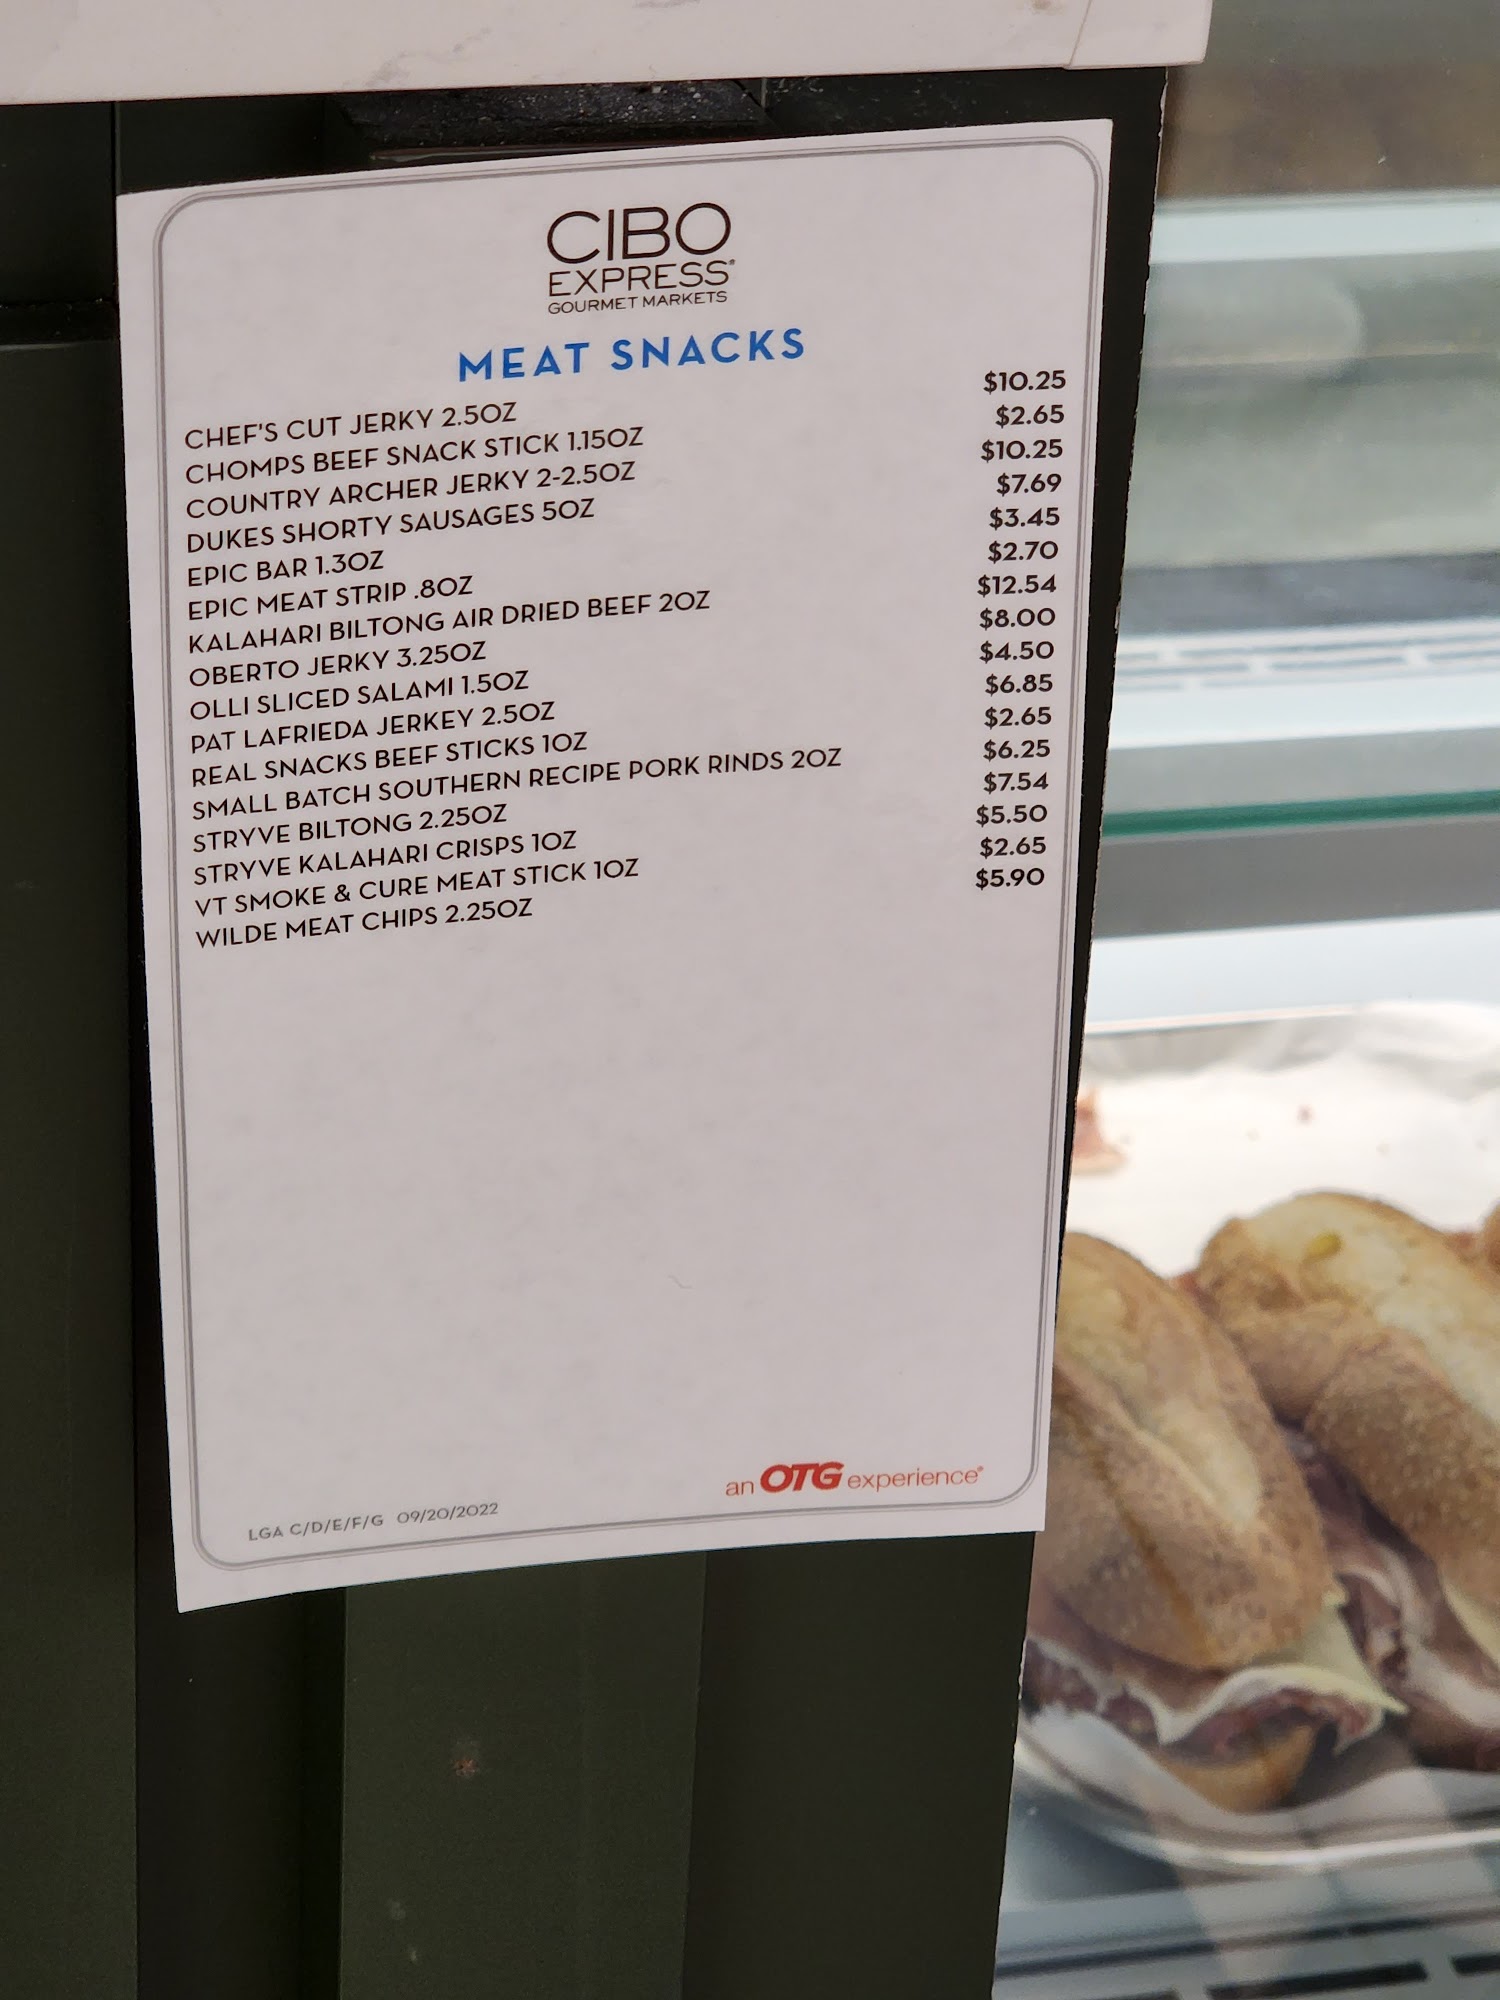 CIBO
EXPRESS®
GOURMET MARKETS
MEAT SNACKS
CHEF'S CUT JERKY 2.5OZ $10.25
CHOMPS BEEF SNACK STICK 1.15OZ $2.65
COUNTRY ARCHER JERKY 2-2.5OZ $10.25
DUKES SHORTY SAUSAGES 5OZ $7.69
EPIC BAR 1.3OZ $3.45
EPIC MEAT STRIP .8OZ $2.70
KALAHARI BILTONG AIR DRIED BEEF 2OZ $12.54
OBERTO JERKY 3.25OZ $8.00
OLLI SLICED SALAMI 1.5OZ $4.50
PAT LAFRIEDA JERKEY 2.5OZ $6.85
REAL SNACKS BEEF STICKS 1OZ $2.65
SMALL BATCH SOUTHERN RECIPE PORK RINDS 2OZ $6.25
STRYVE BILTONG 2.25OZ $7.54
STRYVE KALAHARI CRISPS 1OZ $5.50
VT SMOKE & CURE MEAT STICK 1OZ $2.65
WILDE MEAT CHIPS 2.25OZ $5.90
an OTG experience®
LGA C/D/E/F/G 09/20/2022